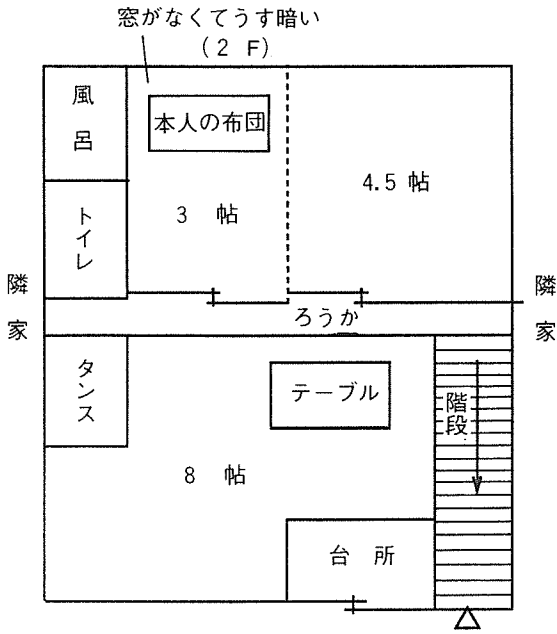 窓がなくてうす暗い
(2 F)
風呂
本人の布団
4.5 帖
3 帖
トイレ
隣家
隣家
ろうか
タンス
テーブル
階段
8 帖
台 所